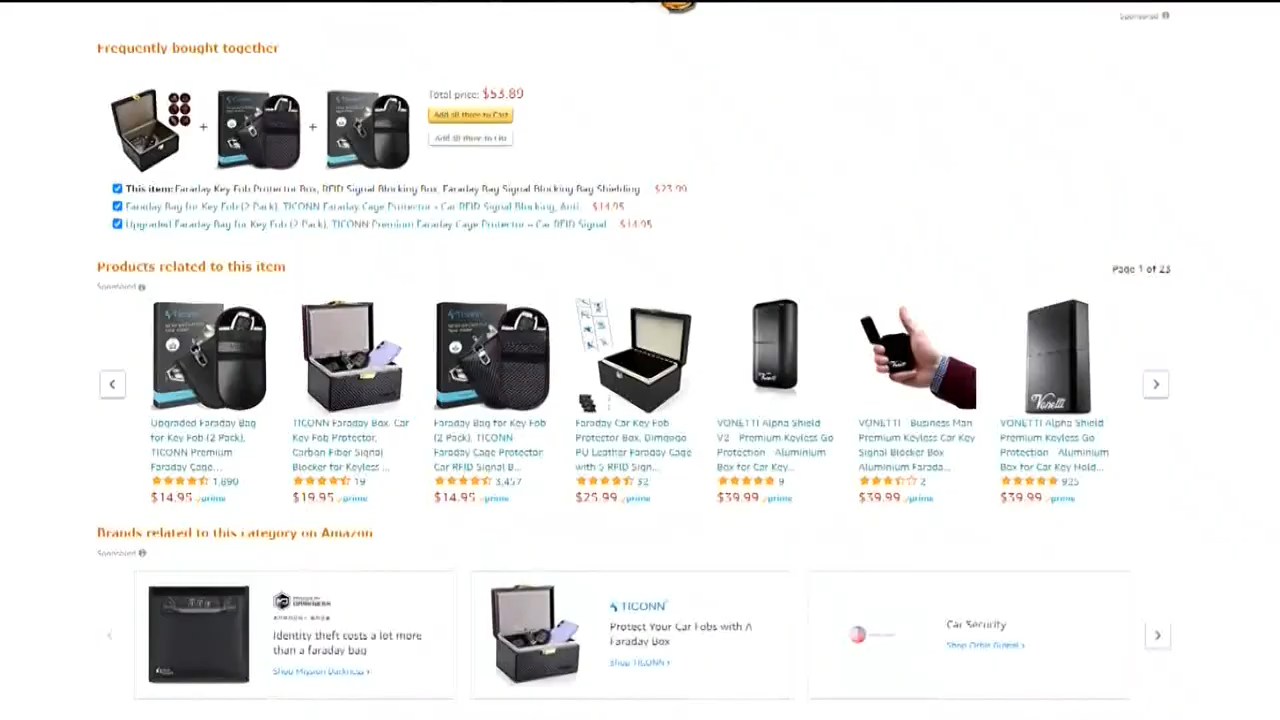 Sponsored
Frequently bought together
Total price: $53.89
Add all three to Cart
Add all three to List
This item: Faraday Key Fob Protector Box, RFID Signal Blocking Box, Faraday Bag Signal Blocking Bag Shielding $23.99
Faraday Bag for Key Fob (2 Pack), TICONN Faraday Cage Protector - Car RFID Signal Blocking, Anti- $14.95
Upgraded Faraday Bag for Key Fob (2 Pack), TICONN Premium Faraday Cage Protector - Car RFID Signal $14.95
Products related to this item
Page 1 of 23
Sponsored
Upgraded Faraday Bag
for Key Fob (2 Pack),
TICONN Premium
Faraday Cage...
1,890
$14.95 prime
TICONN Faraday Box, Car
Key Fob Protector,
Carbon Fiber Signal
Blocker for Keyless ...
19
$19.95 prime
Faraday Bag for Key Fob
(2 Pack), TICONN
Faraday Cage Protector -
Car RFID Signal B...
3,457
$14.95 prime
Faraday Car Key Fob
Protector Box,
PU Leather Faraday Cage
with 5 RFID Sign...
32
$25.99 prime
VONETTI Alpha Shield
V2 - Premium Keyless Go
Protection - Aluminium
Box for Car Key...
9
$39.99 prime
VONETTI - Business Man
Premium Keyless Car Key
Signal Blocker Box
Aluminium Farada...
2
$39.99 prime
Vonetti
VONETTI Alpha Shield
Premium Keyless Go
Protection - Aluminium
Box for Car Key Hold...
925
$39.99 prime
Brands related to this category on Amazon
Sponsored
Identity theft costs a lot more
than a faraday bag
Shop Mission Darkness ›
TICONN
Protect Your Car Fobs with A
Faraday Box
Shop TICONN ›
Car Security
Shop Orbit Global ›